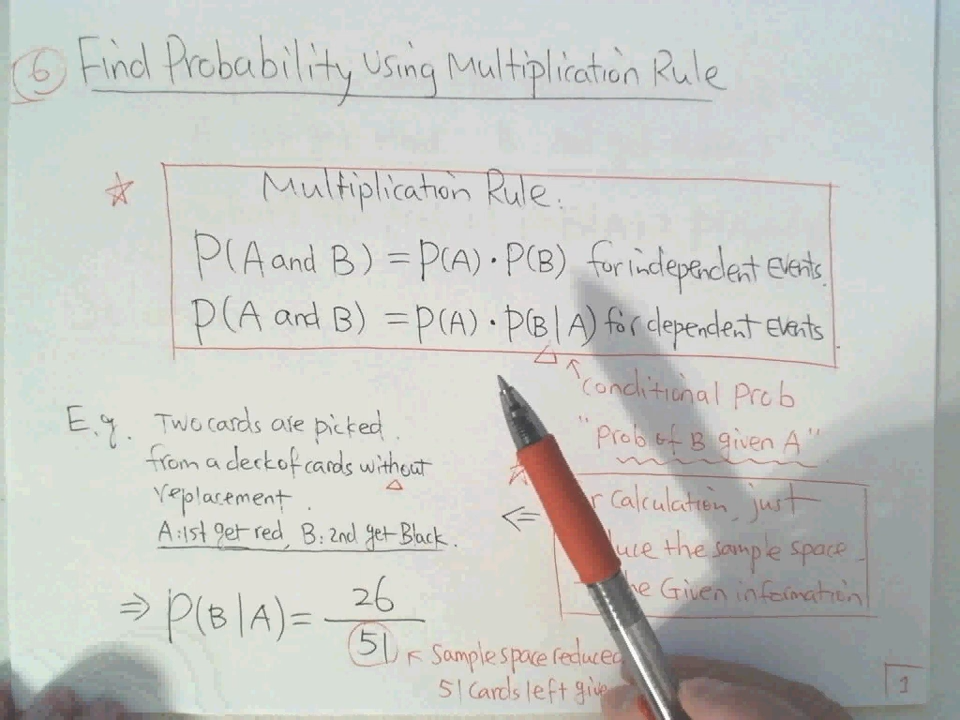 6 Find Probability Using Multiplication Rule
Multiplication Rule:
P(A and B) = P(A) · P(B) for independent events.
P(A and B) = P(A) · P(B|A) for dependent events.
Conditional Prob
"Prob of B given A"
E.g. Two cards are picked.
from a deck of cards without
replacement.
A: 1st get red, B: 2nd get Black.
Calculation, just
the sample space
Given information
⇒ P(B|A) = 26
51 ← Sample space reduced
51 cards left
1